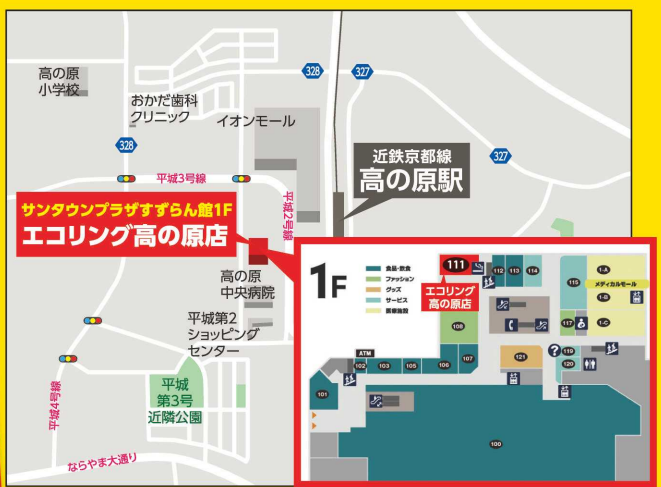 高の原
小学校
おかだ歯科
クリニック
イオンモール
328
327
328
327
近鉄京都線
高の原駅
平城3号線
平城2号線
サンタウンプラザすずらん館1F
エコリング高の原店
高の原
中央病院
平城第2
ショッピング
センター
平城
第3号
近隣公園
平城4号線
ならやま大通り
1F
食品・飲食
ファッション
グッズ
サービス
医療施設
111
エコリング
高の原店
112
113
114
115
1-A
メディカルモール
1-B
1-C
117
108
ATM
102
103
105
106
107
121
?
119
120
101
100